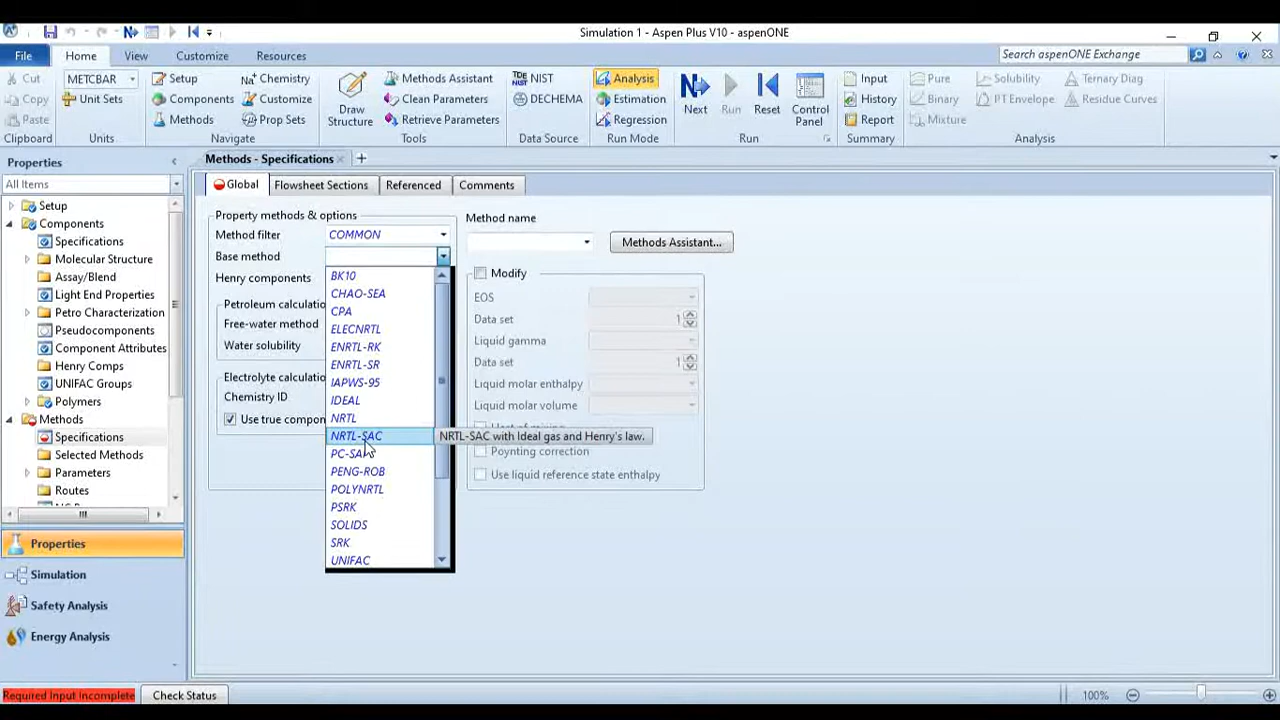 Simulation 1 - Aspen Plus V10 - aspenONE
File Home View Customize Resources
Search aspenONE Exchange
Cut METCBAR Setup Chemistry Methods Assistant NIST Analysis Input Pure Solubility Ternary Diag
Copy Unit Sets Components Customize Clean Parameters DECHEMA Estimation History Binary PT Envelope Residue Curves
Paste Methods Prop Sets Draw Structure Retrieve Parameters Regression Next Run Reset Control Panel Report Mixture
Clipboard Units Navigate Tools Data Source Run Mode Run Summary Analysis
Properties
All Items
Setup
Components
Specifications
Molecular Structure
Assay/Blend
Light End Properties
Petro Characterization
Pseudocomponents
Component Attributes
Henry Comps
UNIFAC Groups
Polymers
Methods
Specifications
Selected Methods
Parameters
Routes
Properties
Simulation
Safety Analysis
Energy Analysis
Methods - Specifications
Global Flowsheet Sections Referenced Comments
Property methods & options
Method filter COMMON
Base method
Henry components
Petroleum calculatio
Free-water method
Water solubility
Electrolyte calculatio
Chemistry ID
Use true compon
BK10
CHAO-SEA
CPA
ELECNRTL
ENRTL-RK
ENRTL-SR
IAPWS-95
IDEAL
NRTL
NRTL-SAC
PENG-ROB
POLYNRTL
PSRK
SOLIDS
SRK
UNIFAC
NRTL-SAC with Ideal gas and Henry's law.
Method name
Methods Assistant...
Modify
EOS
Data set 1
Liquid gamma
Data set 1
Liquid molar enthalpy
Liquid molar volume
Poynting correction
Use liquid reference state enthalpy
Required Input Incomplete Check Status 100%